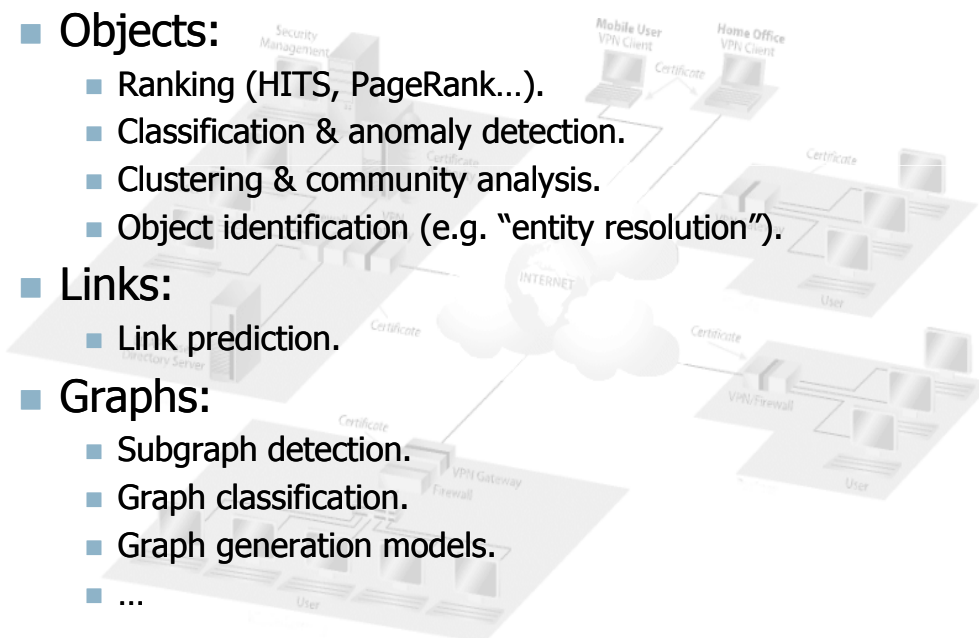 Objects:
Ranking (HITS, PageRank…).
Classification & anomaly detection.
Clustering & community analysis.
Object identification (e.g. “entity resolution”).
Links:
Link prediction.
Graphs:
Subgraph detection.
Graph classification.
Graph generation models.
…
Security
Management
Mobile User
VPN Client
Home Office
VPN Client
Certificate
Certificate
Certificate
VPN
INTERNET
User
Certificate
Directory Server
Certificate
VPN/Firewall
User
Certificate
VPN Gateway
Firewall
User